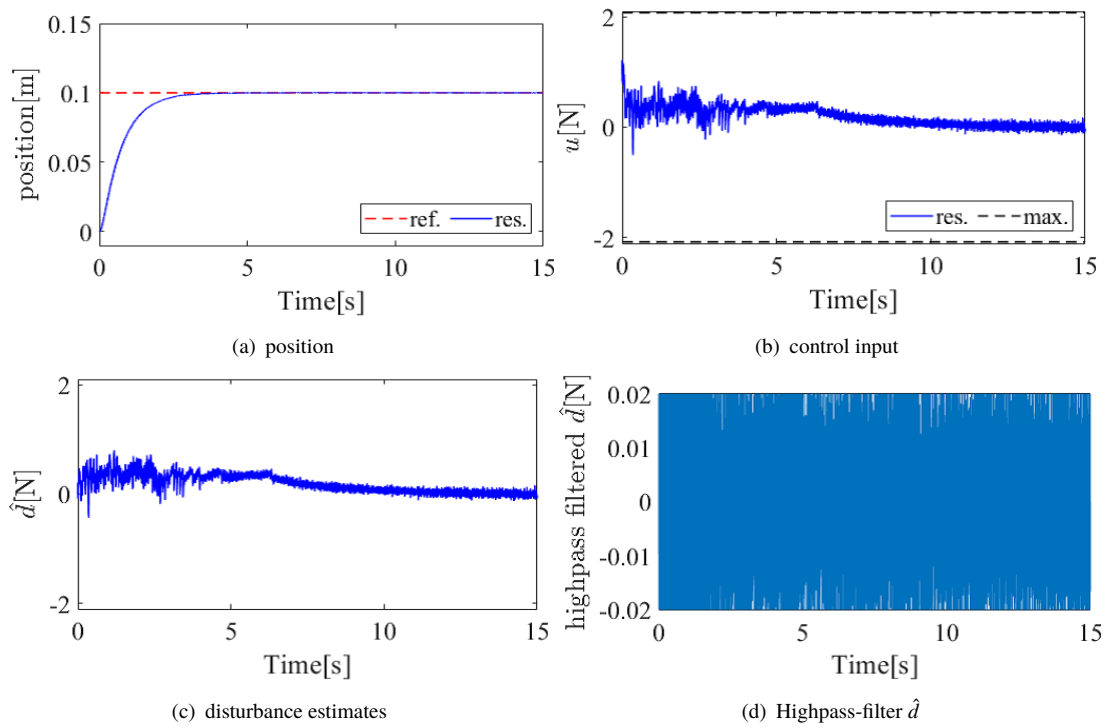 0.15
0.1
0.05
0
position[m]
ref. res.
0 5 10 15
Time[s]
(a) position
2
0
-2
u[N]
res. max.
0 5 10 15
Time[s]
(b) control input
2
0
-2
d̂[N]
0 5 10 15
Time[s]
(c) disturbance estimates
0.02
0.01
0
-0.01
-0.02
highpass filtered d̂[N]
0 5 10 15
Time[s]
(d) Highpass-filter d̂